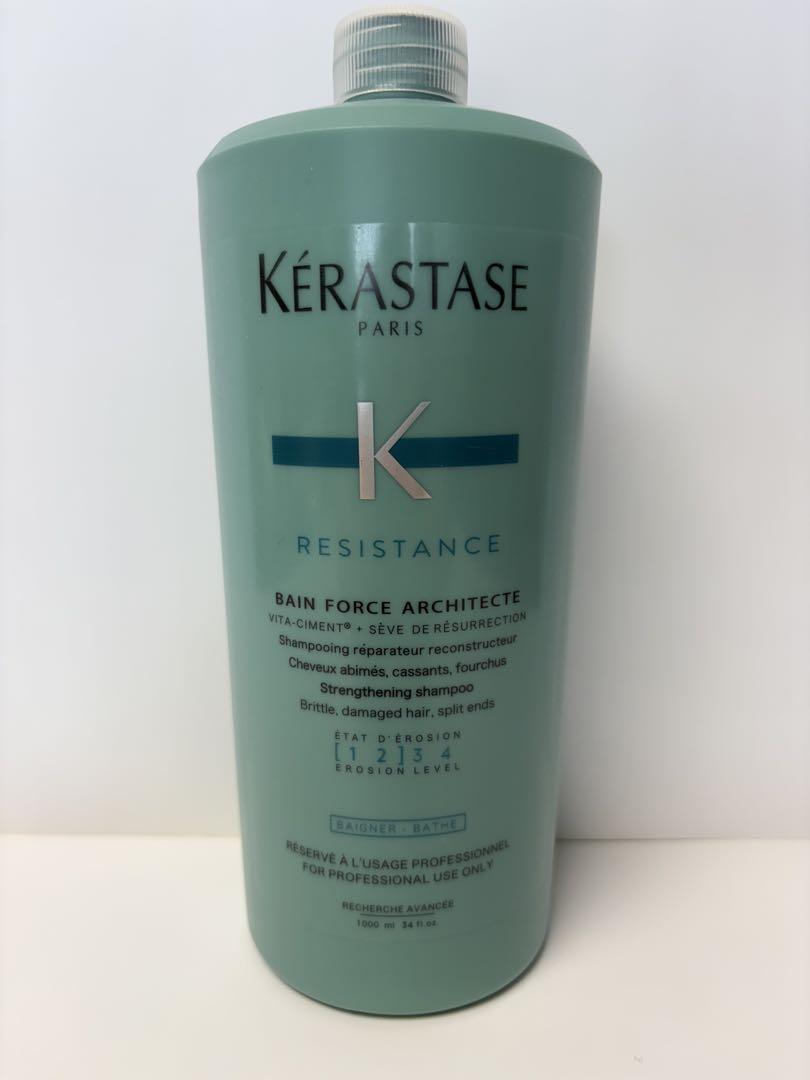 KÉRASTASE
PARIS
K
RESISTANCE
BAIN FORCE ARCHITECTE
VITA-CIMENT® + SÈVE DE RÉSURRECTION
Shampooing réparateur reconstructeur
Cheveux abimés, cassants, fourchus
Strengthening shampoo
Brittle, damaged hair, split ends
ÉTAT D'ÉROSION
[1 2]3 4
EROSION LEVEL
BAIGNER - BATHE
RÉSERVÉ À L'USAGE PROFESSIONNEL
FOR PROFESSIONAL USE ONLY
RECHERCHE AVANCÉE
1000 ml 34 fl.oz.